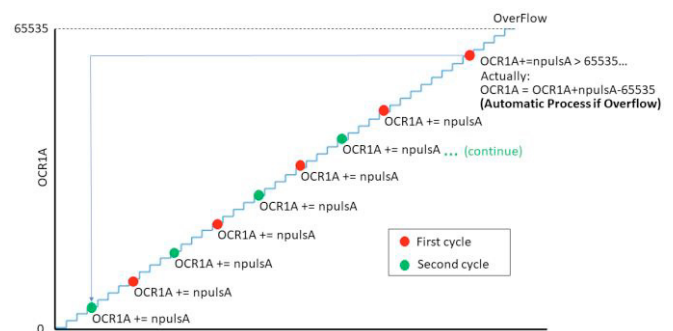 OverFlow
65535
OCR1A+=npulsA > 65535...
Actually:
OCR1A = OCR1A+npulsA-65535
(Automatic Process if Overflow)
OCR1A += npulsA
OCR1A += npulsA ... (continue)
OCR1A += npulsA
OCR1A
OCR1A += npulsA
OCR1A += npulsA
First cycle
OCR1A += npulsA
Second cycle
OCR1A += npulsA
OCR1A += npulsA
0